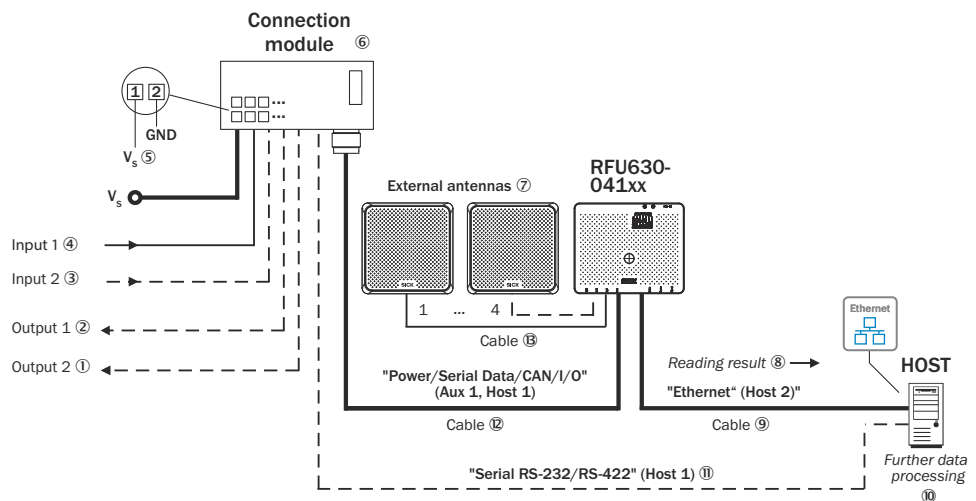 Connection
module ⑥
1 2
GND
Vs ⑤
Vs
Input 1 ④
Input 2 ③
Output 1 ②
Output 2 ①
External antennas ⑦
RFU630-
041xx
SICK
SICK
1 ... 4
Cable ⑬
"Power/Serial Data/CAN/I/O"
(Aux 1, Host 1)
Cable ⑫
Reading result ⑧
"Ethernet“ (Host 2)"
Cable ⑨
Ethernet
HOST
"Serial RS-232/RS-422" (Host 1) ⑪
Further data
processing
⑩